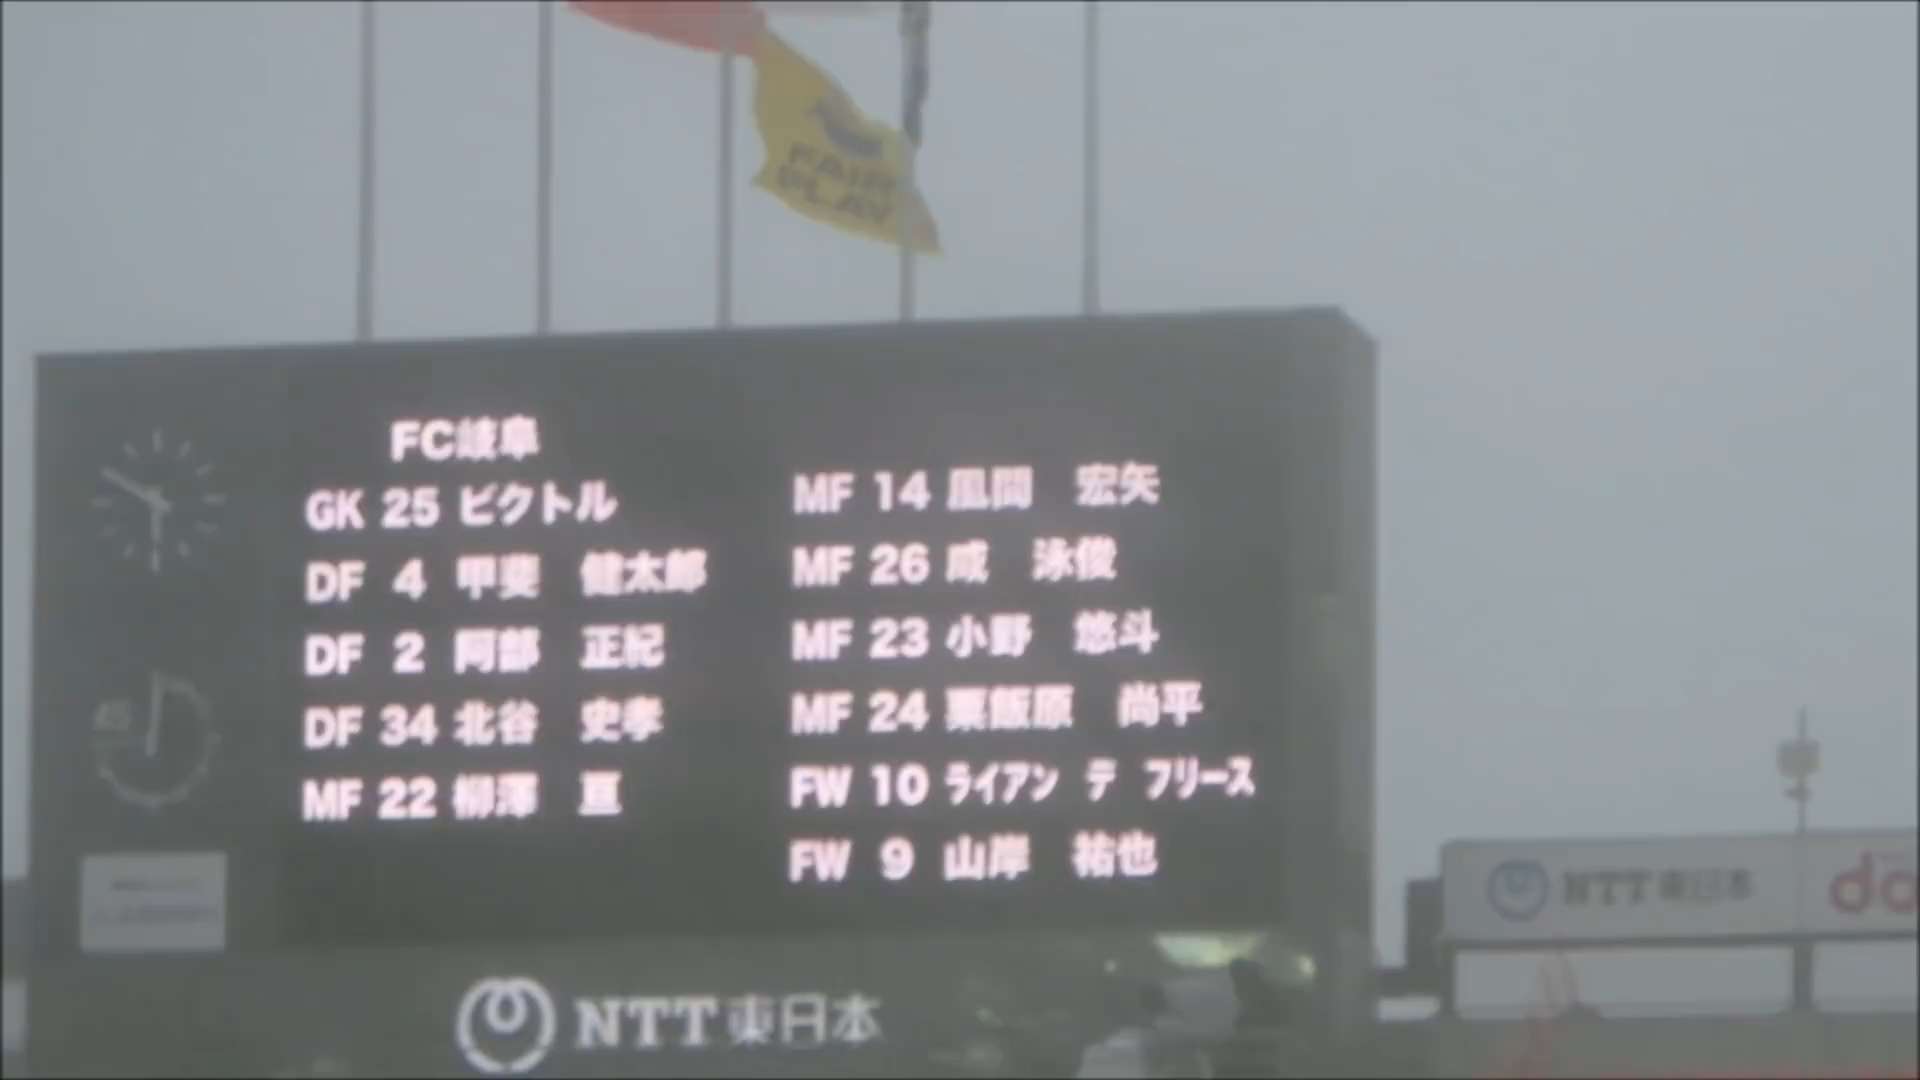 FAIR
PLAY
FC岐阜
GK 25 ビクトル
DF 4 甲斐 健太郎
DF 2 阿部 正紀
DF 34 北谷 史孝
MF 22 柳澤 亘
MF 14 風間 宏矢
MF 26 咸 泳俊
MF 23 小野 悠斗
MF 24 粟飯原 尚平
FW 10 ライアン デ フリース
FW 9 山岸 祐也
45
NTT東日本
NTT東日本